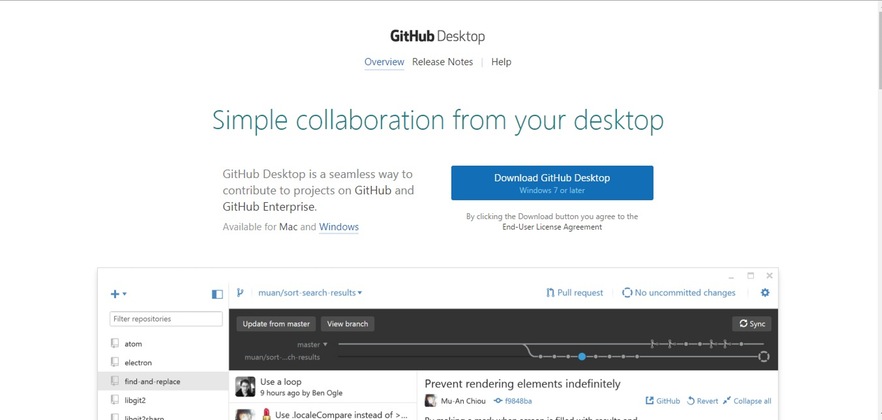 GitHub Desktop
Overview Release Notes | Help
Simple collaboration from your desktop
GitHub Desktop is a seamless way to
contribute to projects on GitHub and
GitHub Enterprise.
Available for Mac and Windows
Download GitHub Desktop
Windows 7 or later
By clicking the Download button you agree to the
End-User License Agreement
muan/sort-search-results
Pull request
No uncommitted changes
Filter repositories
Update from master
View branch
Sync
atom
electron
find-and-replace
libgit2
libgit2sharp
master
muan/sort-...ch-results
Use a loop
9 hours ago by Ben Ogle
Use .localeCompare instead of >...
Prevent rendering elements indefinitely
Mu-An Chiou
f9848ba
GitHub
Revert
Collapse all